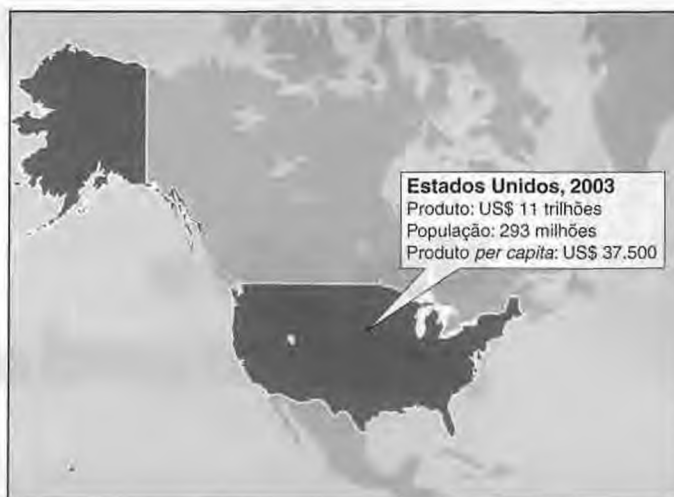 Estados Unidos, 2003
Produto: US$ 11 trilhões
População: 293 milhões
Produto per capita: US$ 37.500